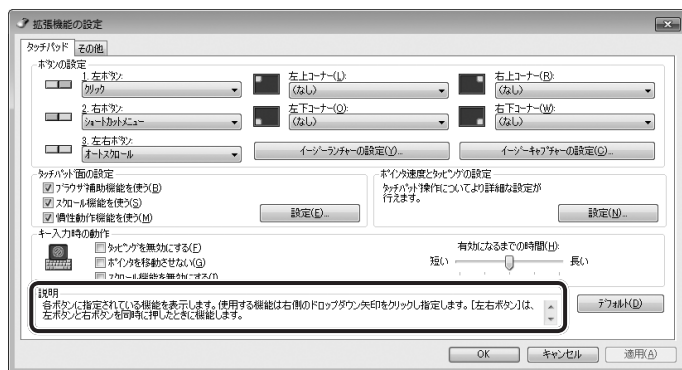 拡張機能の設定
タッチパッド その他
ボタンの設定
1. 左ボタン:
クリック
2. 右ボタン:
ショートカットメニュー
3. 左右ボタン:
オートスクロール
左上コーナー(L):
(なし)
左下コーナー(O):
(なし)
右上コーナー(R):
(なし)
右下コーナー(W):
(なし)
イージーランチャーの設定(Y)...
イージーキャプチャーの設定(C)...
タッチパッド面の設定
ブラウザ補助機能を使う(B)
スクロール機能を使う(S)
慣性動作機能を使う(M)
設定(E)...
ポインタ速度とタッピングの設定
タッチパッド操作についてより詳細な設定が
行えます。
設定(N)...
キー入力時の動作
タッピングを無効にする(F)
ポインタを移動させない(G)
スクロール機能を無効にする(T)
有効になるまでの時間(H):
短い 長い
説明
各ボタンに指定されている機能を表示します。使用する機能は右側のドロップダウン矢印をクリックし指定します。[左右ボタン]は、
左ボタンと右ボタンを同時に押したときに機能します。
デフォルト(D)
OK キャンセル 適用(A)